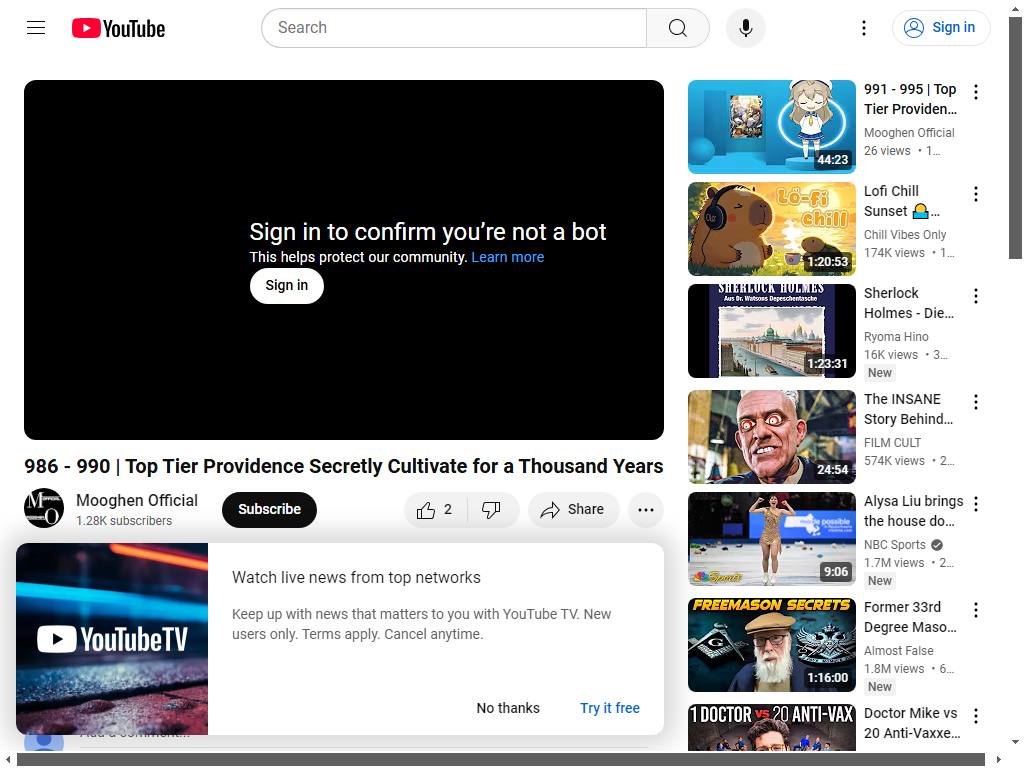 YouTube
Search
Sign in
Sign in to confirm you’re not a bot
This helps protect our community. Learn more
Sign in
986 - 990 | Top Tier Providence Secretly Cultivate for a Thousand Years
Mooghen Official
1.28K subscribers
Subscribe
2
Share
YouTubeTV
Watch live news from top networks
Keep up with news that matters to you with YouTube TV. New
users only. Terms apply. Cancel anytime.
No thanks
Try it free
44:23
991 - 995 | Top
Tier Providen...
Mooghen Official
26 views • 1...
Lo-fi
chill
1:20:53
Lofi Chill
Sunset 🌅...
Chill Vibes Only
174K views • 1...
SHERLOCK HOLMES
Aus Dr. Watsons Depeschentasche
1:23:31
Sherlock
Holmes - Die...
Ryoma Hino
16K views • 3...
New
24:54
The INSANE
Story Behind...
FILM CULT
574K views • 2...
Sports
9:06
Alysa Liu brings
the house do...
NBC Sports
1.7M views • 2...
New
FREEMASON SECRETS
1:16:00
Former 33rd
Degree Maso...
Almost False
1.8M views • 6...
New
1 DOCTOR VS 20 ANTI-VAX
Doctor Mike vs
20 Anti-Vaxxe...